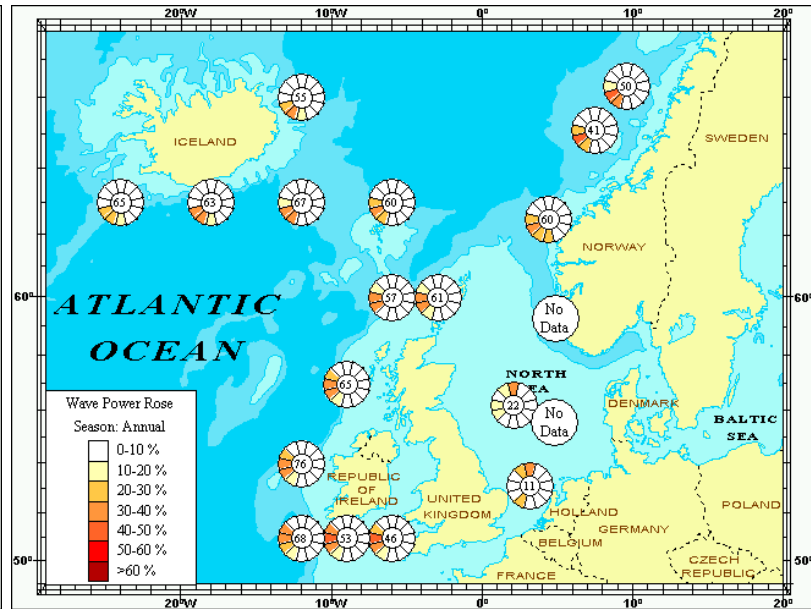 20°W
10°W
0°
10°
20°
50
55
41
ICELAND
SWEDEN
65
63
67
60
60
NORWAY
60°
60°
57
61
No
Data
ATLANTIC
OCEAN
65
NORTH
SEA
22
No
Data
DENMARK
BALTIC
SEA
Wave Power Rose
Season: Annual
0-10 %
10-20 %
20-30 %
30-40 %
40-50 %
50-60 %
>60 %
76
REPUBLIC
OF
IRELAND
UNITED
KINGDOM
11
HOLLAND
BELGIUM
GERMANY
POLAND
68
53
46
CZECH
REPUBLIC
FRANCE
50°
50°
20°W
10°W
0°
10°
20°